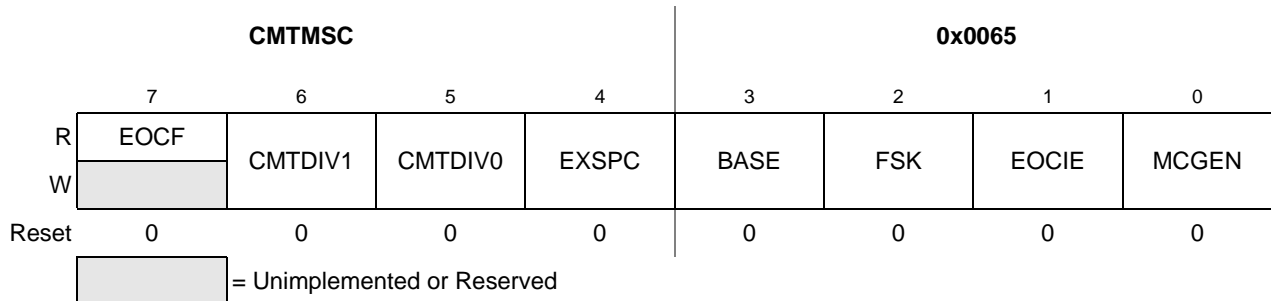 CMTMSC 0x0065
7 6 5 4 3 2 1 0
R EOCF CMTDIV1 CMTDIV0 EXSPC BASE FSK EOCIE MCGEN
W
Reset 0 0 0 0 0 0 0 0
= Unimplemented or Reserved